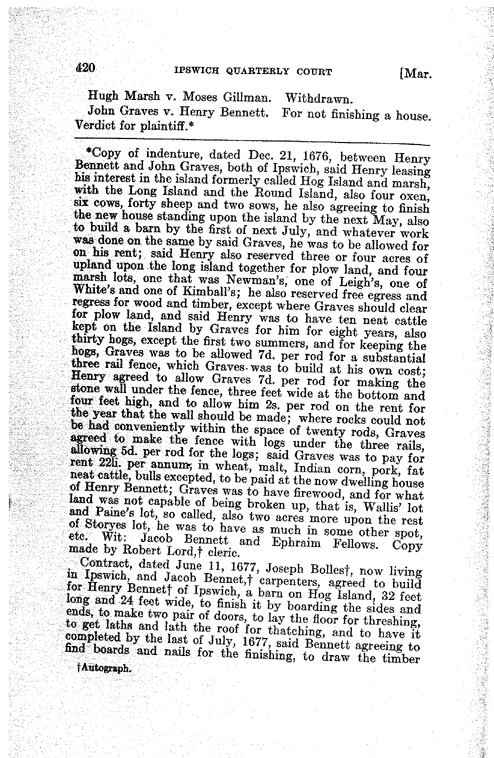 420 IPSWICH QUARTERLY COURT [Mar.
Hugh Marsh v. Moses Gillman. Withdrawn.
John Graves v. Henry Bennett. For not finishing a house.
Verdict for plaintiff.*
*Copy of indenture, dated Dec. 21, 1676, between Henry
Bennett and John Graves, both of Ipswich, said Henry leasing
his interest in the island formerly called Hog Island and marsh,
with the Long Island and the Round Island, also four oxen,
six cows, forty sheep and two sows, he also agreeing to finish
the new house standing upon the island by the next May, also
to build a barn by the first of next July, and whatever work
was done on the same by said Graves, he was to be allowed for
on his rent; said Henry also reserved three or four acres of
upland upon the long island together for plow land, and four
marsh lots, one that was Newman's, one of Leigh's, one of
White's and one of Kimball's; he also reserved free egress and
regress for wood and timber, except where Graves should clear
for plow land, and said Henry was to have ten neat cattle
kept on the Island by Graves for him for eight years, also
thirty hogs, except the first two summers, and for keeping the
hogs, Graves was to be allowed 7d. per rod for a substantial
three rail fence, which Graves was to build at his own cost;
Henry agreed to allow Graves 7d. per rod for making the
stone wall under the fence, three feet wide at the bottom and
four feet high, and to allow him 2s. per rod on the rent for
the year that the wall should be made; where rocks could not
be had conveniently within the space of twenty rods, Graves
agreed to make the fence with logs under the three rails,
allowing 5d. per rod for the logs; said Graves was to pay for
rent 22li. per annum, in wheat, malt, Indian corn, pork, fat
neat cattle, bulls excepted, to be paid at the now dwelling house
of Henry Bennett; Graves was to have firewood, and for what
land was not capable of being broken up, that is, Wallis' lot
and Paine's lot, so called, also two acres more upon the rest
of Storyes lot, he was to have as much in some other spot,
etc. Wit: Jacob Bennett and Ephraim Fellows. Copy
made by Robert Lord,† cleric.
Contract, dated June 11, 1677, Joseph Bolles†, now living
in Ipswich, and Jacob Bennet,† carpenters, agreed to build
for Henry Bennet† of Ipswich, a barn on Hog Island, 32 feet
long and 24 feet wide, to finish it by boarding the sides and
ends, to make two pair of doors, to lay the floor for threshing,
to get laths and lath the roof for thatching, and to have it
completed by the last of July, 1677, said Bennett agreeing to
find boards and nails for the finishing, to draw the timber
†Autograph.